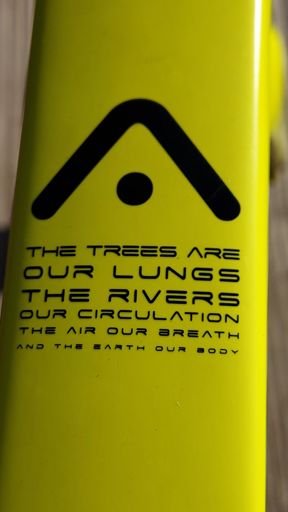 THE TREES ARE
OUR LUNGS
THE RIVERS
OUR CIRCULATION
THE AIR OUR BREATH
AND THE EARTH OUR BODY